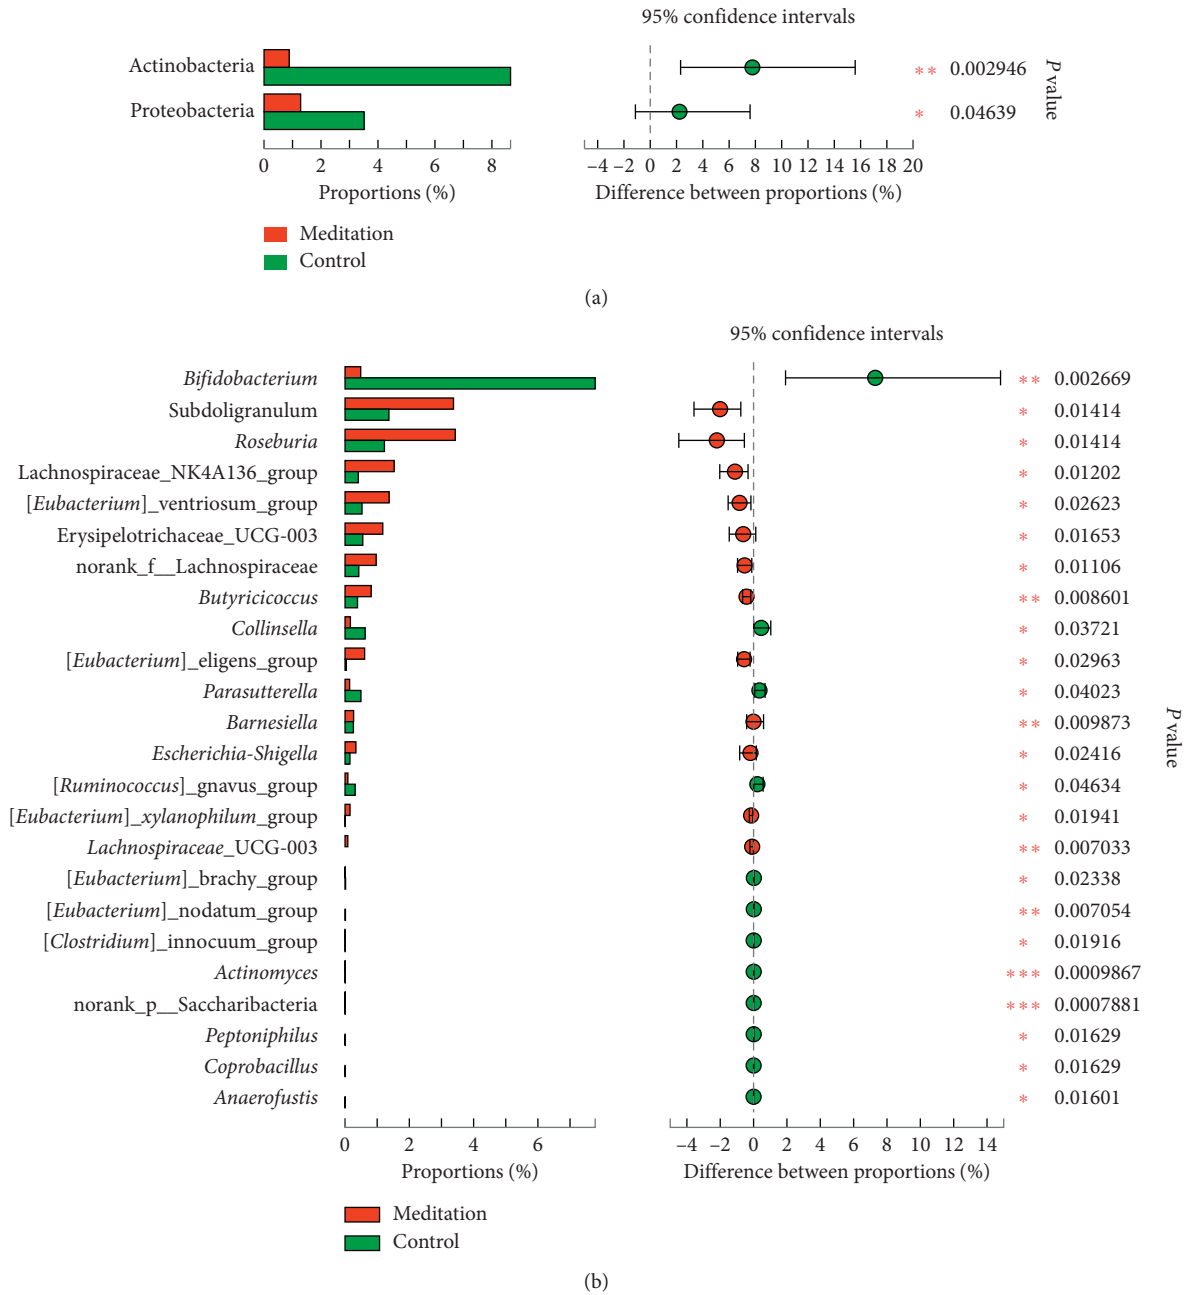 95% confidence intervals
Actinobacteria
** 0.002946
Proteobacteria
* 0.04639
P value
0 2 4 6 8
−4 −2 0 2 4 6 8 10 12 14 16 18 20
Proportions (%)
Difference between proportions (%)
Meditation
Control
(a)
95% confidence intervals
Bifidobacterium ** 0.002669
Subdoligranulum * 0.01414
Roseburia * 0.01414
Lachnospiraceae_NK4A136_group * 0.01202
[Eubacterium]_ventriosum_group * 0.02623
Erysipelotrichaceae_UCG-003 * 0.01653
norank_f__Lachnospiraceae * 0.01106
Butyricicoccus ** 0.008601
Collinsella * 0.03721
[Eubacterium]_eligens_group * 0.02963
Parasutterella * 0.04023
Barnesiella ** 0.009873
Escherichia-Shigella * 0.02416
[Ruminococcus]_gnavus_group * 0.04634
[Eubacterium]_xylanophilum_group * 0.01941
Lachnospiraceae_UCG-003 ** 0.007033
[Eubacterium]_brachy_group * 0.02338
[Eubacterium]_nodatum_group ** 0.007054
[Clostridium]_innocuum_group * 0.01916
Actinomyces *** 0.0009867
norank_p__Saccharibacteria *** 0.0007881
Peptoniphilus * 0.01629
Coprobacillus * 0.01629
Anaerofustis * 0.01601
P value
0 2 4 6
−4 −2 0 2 4 6 8 10 12 14
Proportions (%)
Difference between proportions (%)
Meditation
Control
(b)